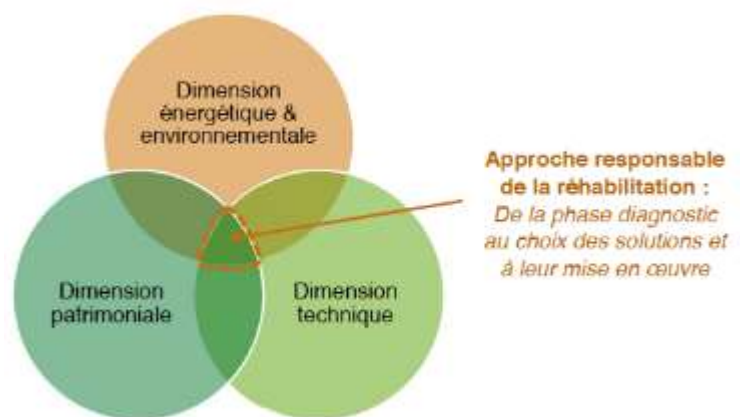 Dimension
énergétique &
environnementale
Approche responsable
de la réhabilitation :
De la phase diagnostic
au choix des solutions et
à leur mise en œuvre
Dimension
patrimoniale
Dimension
technique